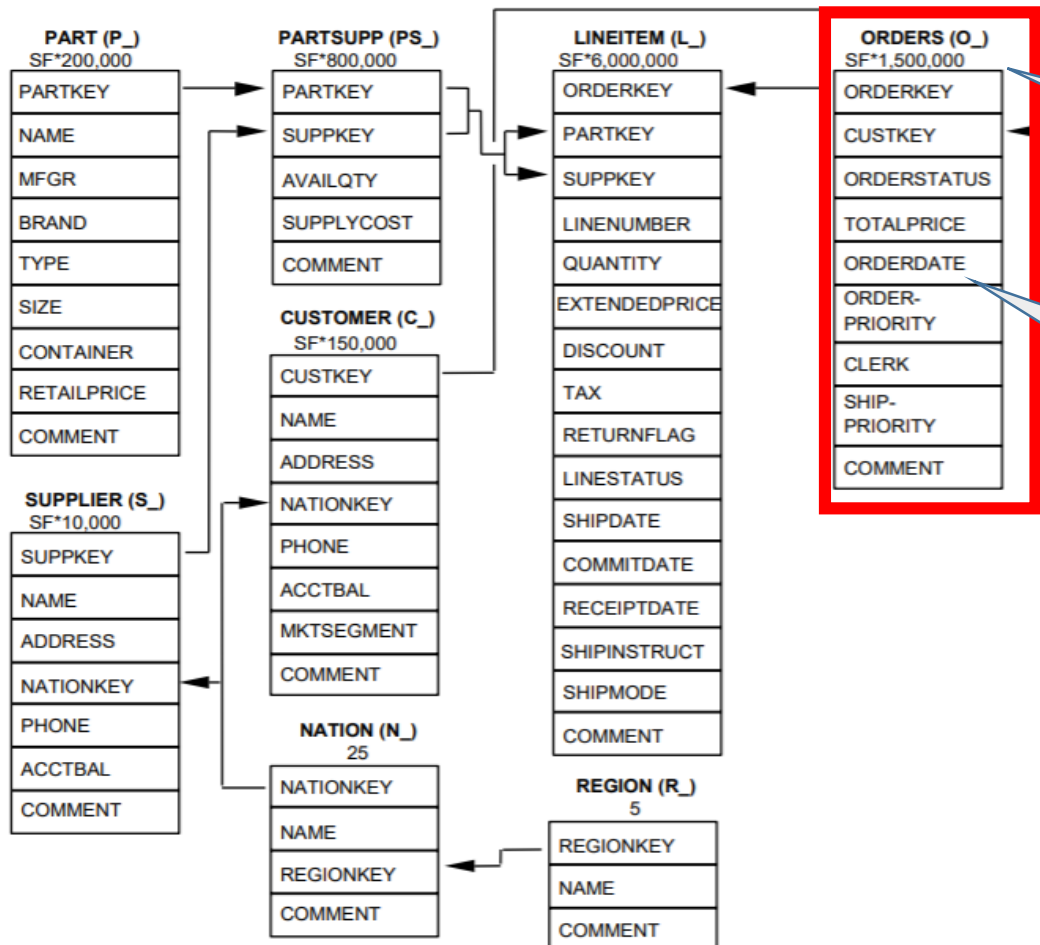 PART (P_)
SF*200,000
PARTKEY
NAME
MFGR
BRAND
TYPE
SIZE
CONTAINER
RETAILPRICE
COMMENT
SUPPLIER (S_)
SF*10,000
SUPPKEY
NAME
ADDRESS
NATIONKEY
PHONE
ACCTBAL
COMMENT
PARTSUPP (PS_)
SF*800,000
PARTKEY
SUPPKEY
AVAILQTY
SUPPLYCOST
COMMENT
CUSTOMER (C_)
SF*150,000
CUSTKEY
NAME
ADDRESS
NATIONKEY
PHONE
ACCTBAL
MKTSEGMENT
COMMENT
NATION (N_)
25
NATIONKEY
NAME
REGIONKEY
COMMENT
LINEITEM (L_)
SF*6,000,000
ORDERKEY
PARTKEY
SUPPKEY
LINENUMBER
QUANTITY
EXTENDEDPRICE
DISCOUNT
TAX
RETURNFLAG
LINESTATUS
SHIPDATE
COMMITDATE
RECEIPTDATE
SHIPINSTRUCT
SHIPMODE
COMMENT
REGION (R_)
5
REGIONKEY
NAME
COMMENT
ORDERS (O_)
SF*1,500,000
ORDERKEY
CUSTKEY
ORDERSTATUS
TOTALPRICE
ORDERDATE
ORDER-
PRIORITY
CLERK
SHIP-
PRIORITY
COMMENT